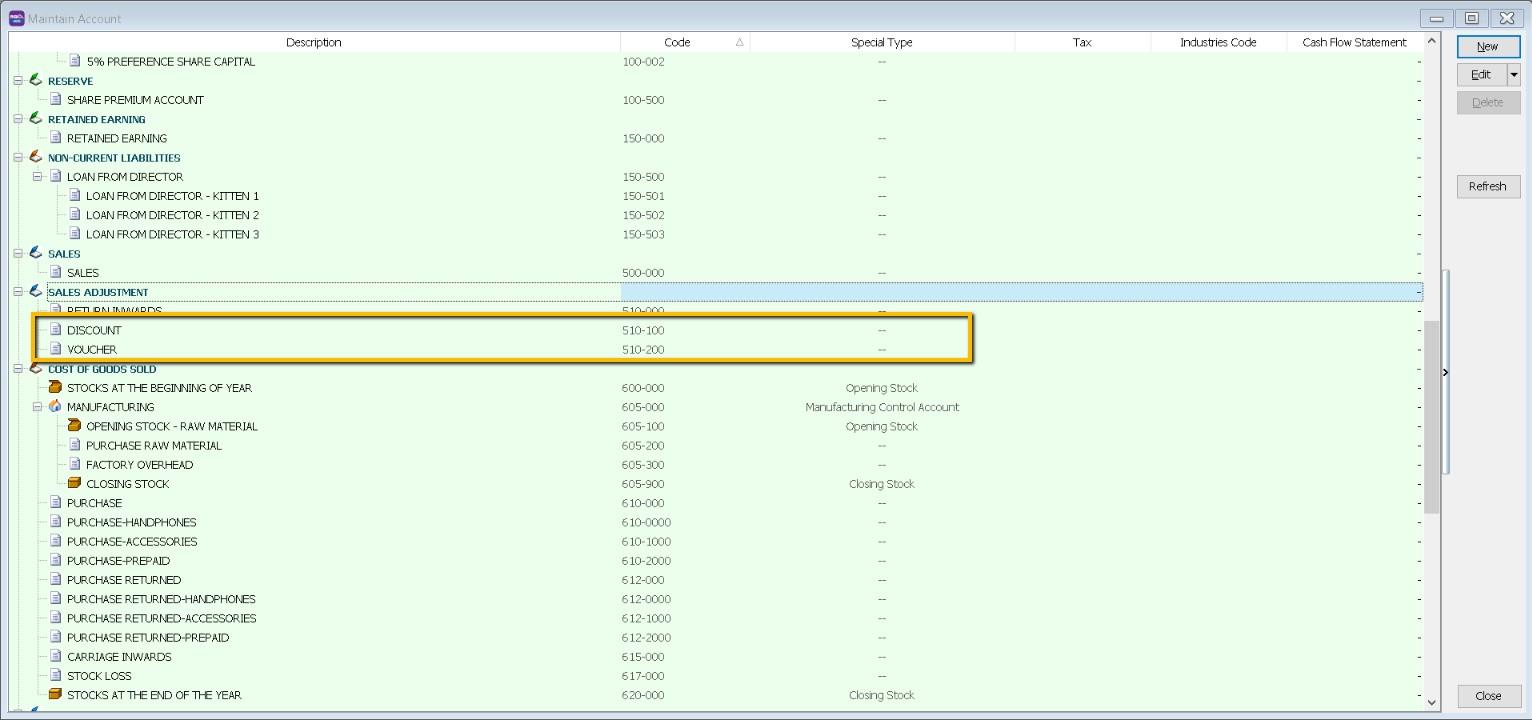 Maintain Account
Description Code Special Type Tax Industries Code Cash Flow Statement
New
5% PREFERENCE SHARE CAPITAL 100-002 -- -
Edit
RESERVE -
SHARE PREMIUM ACCOUNT 100-500 -- -
Delete
RETAINED EARNING -
RETAINED EARNING 150-000 -- -
NON-CURRENT LIABILITIES -
LOAN FROM DIRECTOR 150-500 -- -
Refresh
LOAN FROM DIRECTOR - KITTEN 1 150-501 -- -
LOAN FROM DIRECTOR - KITTEN 2 150-502 -- -
LOAN FROM DIRECTOR - KITTEN 3 150-503 -- -
SALES -
SALES 500-000 -- -
SALES ADJUSTMENT -
RETURN INWARDS 510-000 -- -
DISCOUNT 510-100 -- -
VOUCHER 510-200 -- -
COST OF GOODS SOLD -
STOCKS AT THE BEGINNING OF YEAR 600-000 Opening Stock -
MANUFACTURING 605-000 Manufacturing Control Account -
OPENING STOCK - RAW MATERIAL 605-100 Opening Stock -
PURCHASE RAW MATERIAL 605-200 -- -
FACTORY OVERHEAD 605-300 -- -
CLOSING STOCK 605-900 Closing Stock -
PURCHASE 610-000 -- -
PURCHASE-HANDPHONES 610-0000 -- -
PURCHASE-ACCESSORIES 610-1000 -- -
PURCHASE-PREPAID 610-2000 -- -
PURCHASE RETURNED 612-000 -- -
PURCHASE RETURNED-HANDPHONES 612-0000 -- -
PURCHASE RETURNED-ACCESSORIES 612-1000 -- -
PURCHASE RETURNED-PREPAID 612-2000 -- -
CARRIAGE INWARDS 615-000 -- -
STOCK LOSS 617-000 -- -
STOCKS AT THE END OF THE YEAR 620-000 Closing Stock -
Close